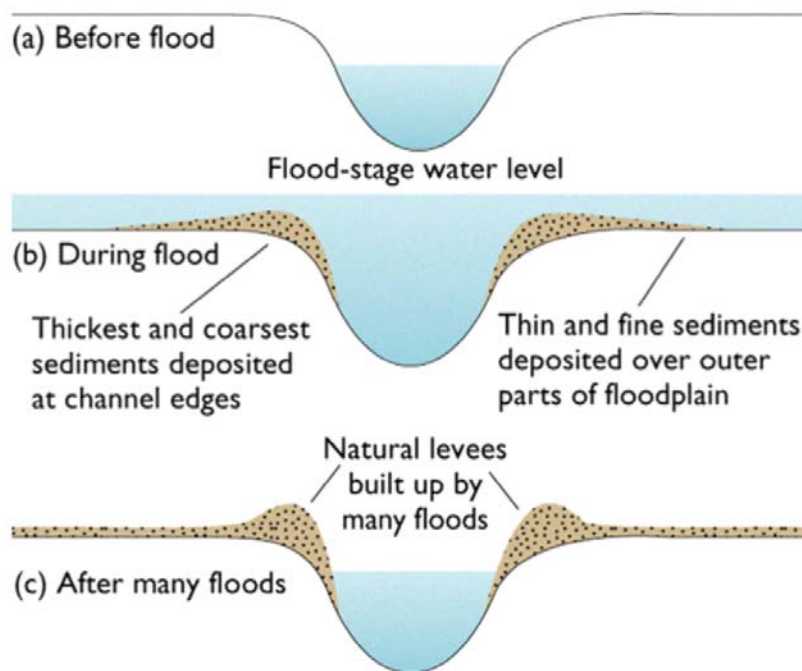 (a) Before flood
Flood-stage water level
(b) During flood
Thickest and coarsest
sediments deposited
at channel edges
Thin and fine sediments
deposited over outer
parts of floodplain
Natural levees
built up by
many floods
(c) After many floods